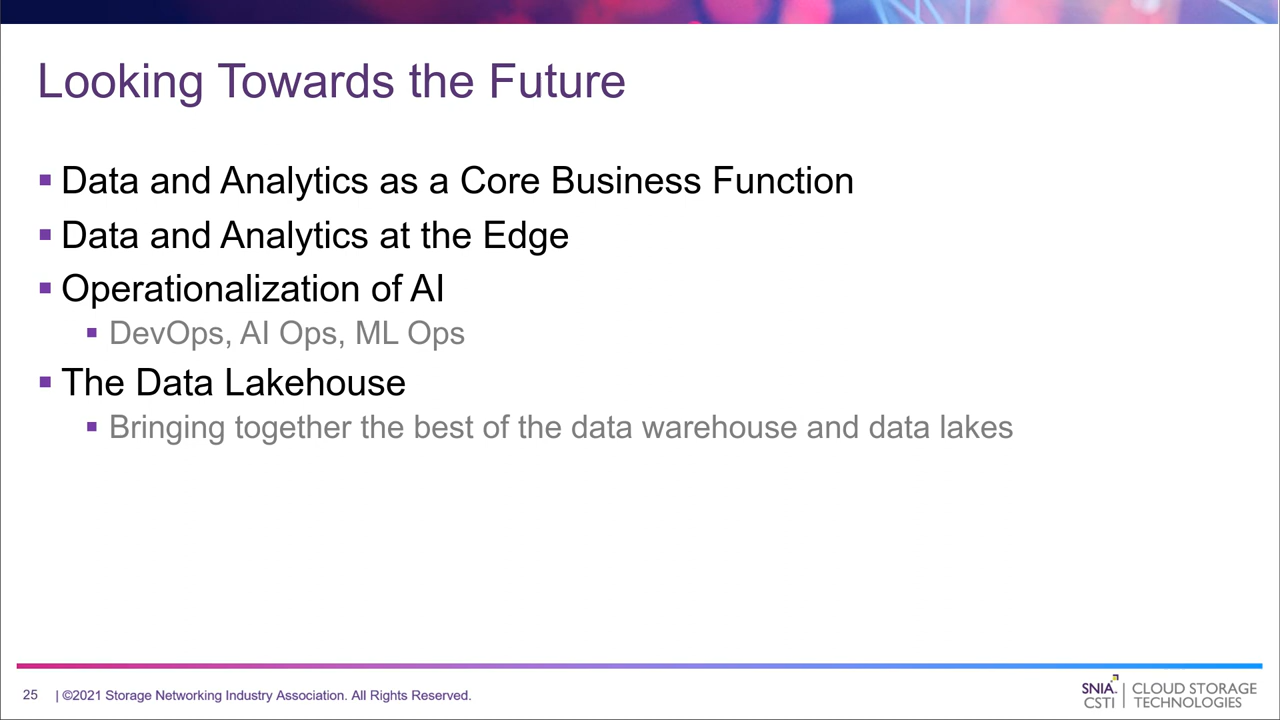 Looking Towards the Future
Data and Analytics as a Core Business Function
Data and Analytics at the Edge
Operationalization of AI
DevOps, AI Ops, ML Ops
The Data Lakehouse
Bringing together the best of the data warehouse and data lakes
25 | ©2021 Storage Networking Industry Association. All Rights Reserved.
SNIA. | CLOUD STORAGE
CSTI | TECHNOLOGIES